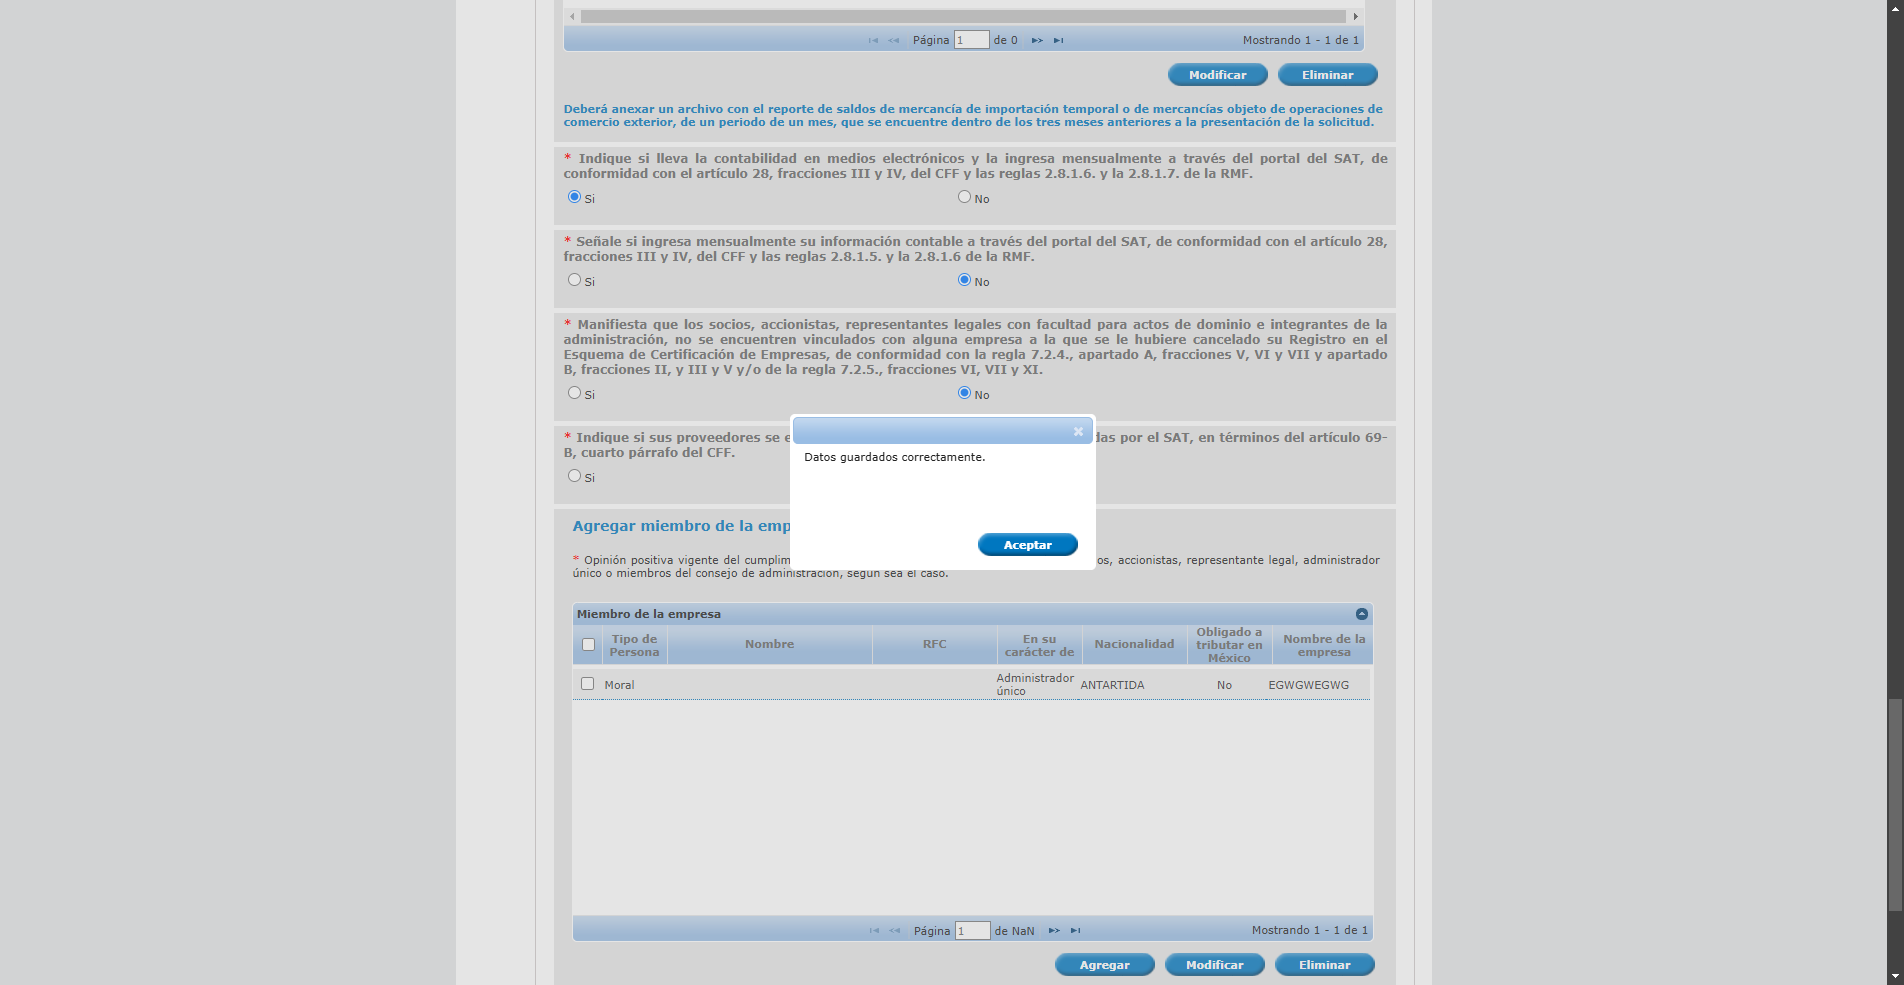 Página 1 de 0 Mostrando 1 - 1 de 1
Modificar Eliminar
Deberá anexar un archivo con el reporte de saldos de mercancía de importación temporal o de mercancías objeto de operaciones de
comercio exterior, de un periodo de un mes, que se encuentre dentro de los tres meses anteriores a la presentación de la solicitud.
* Indique si lleva la contabilidad en medios electrónicos y la ingresa mensualmente a través del portal del SAT, de
conformidad con el artículo 28, fracciones III y IV, del CFF y las reglas 2.8.1.6. y la 2.8.1.7. de la RMF.
Si No
* Señale si ingresa mensualmente su información contable a través del portal del SAT, de conformidad con el artículo 28,
fracciones III y IV, del CFF y las reglas 2.8.1.5. y la 2.8.1.6 de la RMF.
Si No
* Manifiesta que los socios, accionistas, representantes legales con facultad para actos de dominio e integrantes de la
administración, no se encuentren vinculados con alguna empresa a la que se le hubiere cancelado su Registro en el
Esquema de Certificación de Empresas, de conformidad con la regla 7.2.4., apartado A, fracciones V, VI y VII y apartado
B, fracciones II, y III y V y/o de la regla 7.2.5., fracciones VI, VII y XI.
Si No
* Indique si sus proveedores se e das por el SAT, en términos del artículo 69-
B, cuarto párrafo del CFF.
Si
Datos guardados correctamente.
Aceptar
Agregar miembro de la emp
* Opinión positiva vigente del cumplim os, accionistas, representante legal, administrador
único o miembros del consejo de administración, según sea el caso.
Miembro de la empresa
Tipo de Persona Nombre RFC En su carácter de Nacionalidad Obligado a tributar en México Nombre de la empresa
Moral Administrador único ANTARTIDA No EGWGWEGWG
Página 1 de NaN Mostrando 1 - 1 de 1
Agregar Modificar Eliminar